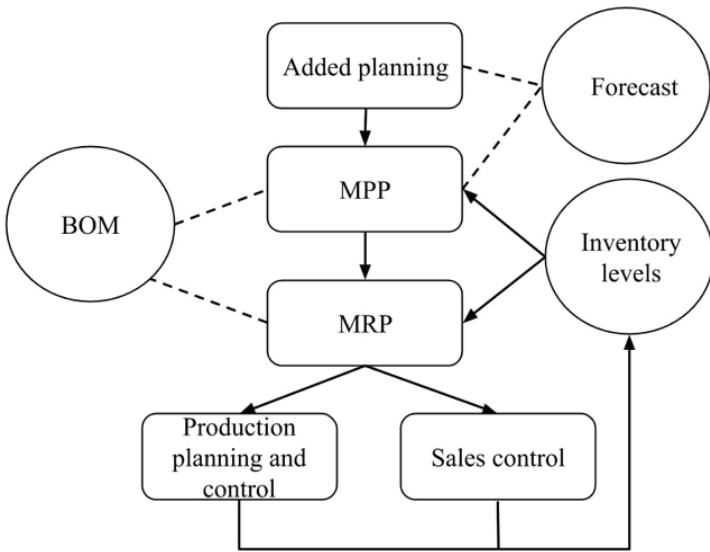 Added planning
Forecast
MPP
BOM
Inventory
levels
MRP
Production
planning and
control
Sales control